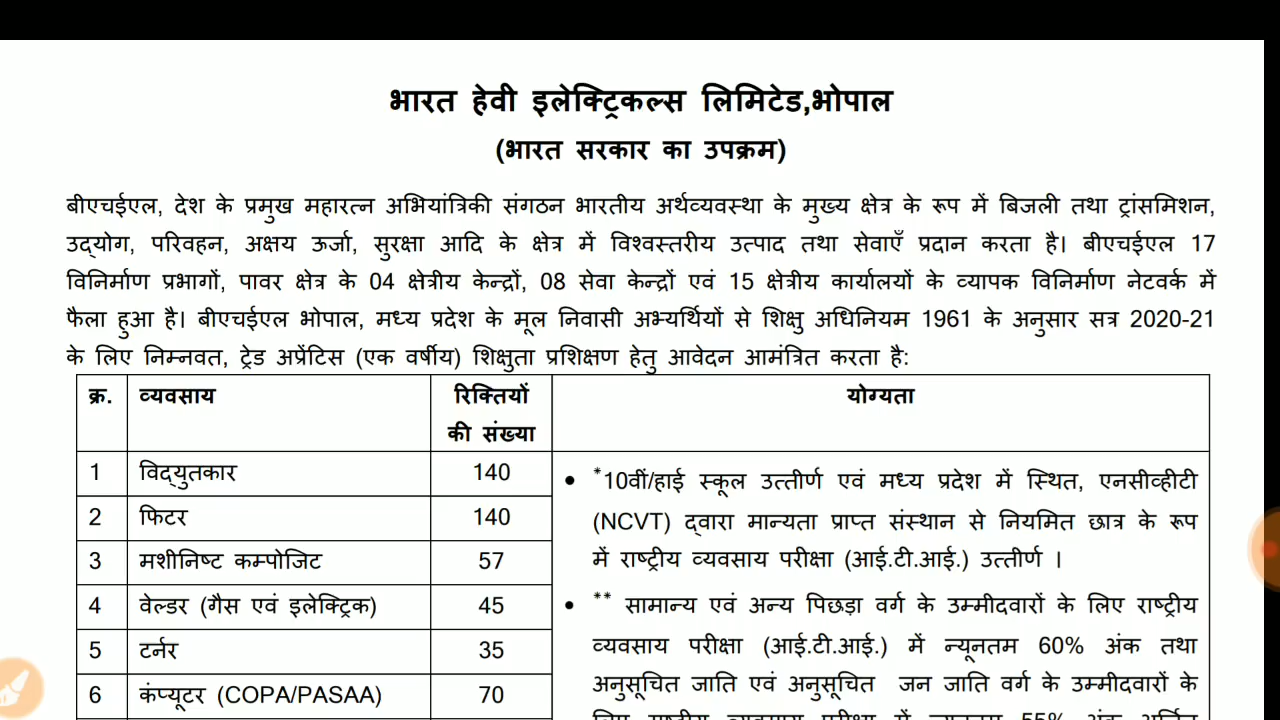 भारत हेवी इलेक्ट्रिकल्स लिमिटेड,भोपाल
(भारत सरकार का उपक्रम)
बीएचईएल, देश के प्रमुख महारत्न अभियांत्रिकी संगठन भारतीय अर्थव्यवस्था के मुख्य क्षेत्र के रूप में बिजली तथा ट्रांसमिशन,
उद्योग, परिवहन, अक्षय ऊर्जा, सुरक्षा आदि के क्षेत्र में विश्वस्तरीय उत्पाद तथा सेवाएँ प्रदान करता है। बीएचईएल 17
विनिर्माण प्रभागों, पावर क्षेत्र के 04 क्षेत्रीय केन्द्रों, 08 सेवा केन्द्रों एवं 15 क्षेत्रीय कार्यालयों के व्यापक विनिर्माण नेटवर्क में
फैला हुआ है। बीएचईएल भोपाल, मध्य प्रदेश के मूल निवासी अभ्यर्थियों से शिक्षु अधिनियम 1961 के अनुसार सत्र 2020-21
के लिए निम्नवत, ट्रेड अप्रेंटिस (एक वर्षीय) शिक्षुता प्रशिक्षण हेतु आवेदन आमंत्रित करता है:
क्र. व्यवसाय रिक्तियों की संख्या योग्यता
1 विद्युतकार 140
2 फिटर 140
3 मशीनिष्ट कम्पोजिट 57
4 वेल्डर (गैस एवं इलेक्ट्रिक) 45
5 टर्नर 35
6 कंप्यूटर (COPA/PASAA) 70
• *10वीं/हाई स्कूल उत्तीर्ण एवं मध्य प्रदेश में स्थित, एनसीव्हीटी
(NCVT) द्वारा मान्यता प्राप्त संस्थान से नियमित छात्र के रूप
में राष्ट्रीय व्यवसाय परीक्षा (आई.टी.आई.) उत्तीर्ण ।
• ** सामान्य एवं अन्य पिछड़ा वर्ग के उम्मीदवारों के लिए राष्ट्रीय
व्यवसाय परीक्षा (आई.टी.आई.) में न्यूनतम 60% अंक तथा
अनुसूचित जाति एवं अनुसूचित जन जाति वर्ग के उम्मीदवारों के